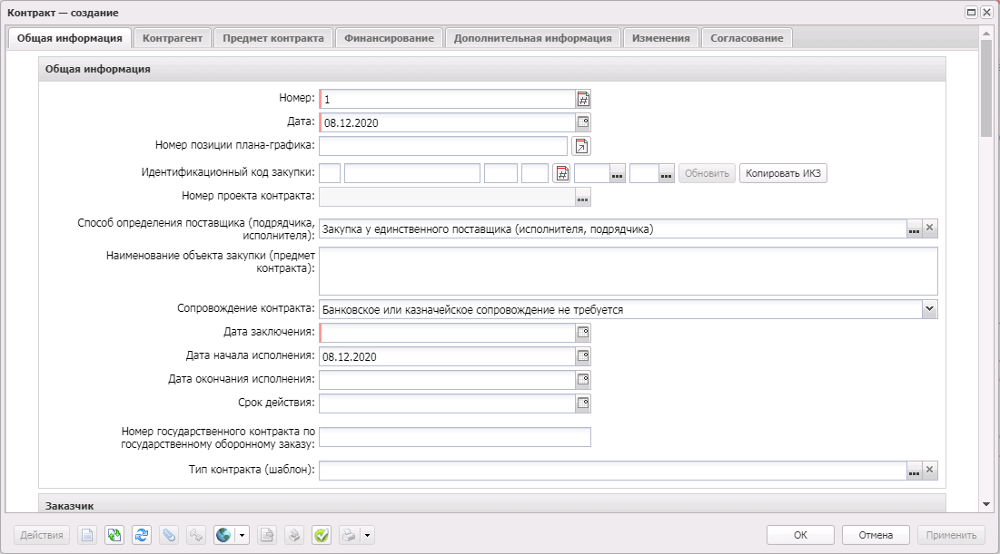 Контракт — создание
Общая информация
Контрагент
Предмет контракта
Финансирование
Дополнительная информация
Изменения
Согласование
Общая информация
Номер: 1
Дата: 08.12.2020
Номер позиции плана-графика:
Идентификационный код закупки: Обновить Копировать ИКЗ
Номер проекта контракта:
Способ определения поставщика (подрядчика,
исполнителя): Закупка у единственного поставщика (исполнителя, подрядчика)
Наименование объекта закупки (предмет
контракта):
Сопровождение контракта: Банковское или казначейское сопровождение не требуется
Дата заключения:
Дата начала исполнения: 08.12.2020
Дата окончания исполнения:
Срок действия:
Номер государственного контракта по
государственному оборонному заказу:
Тип контракта (шаблон):
Заказчик
Действия
ОК
Отмена
Применить